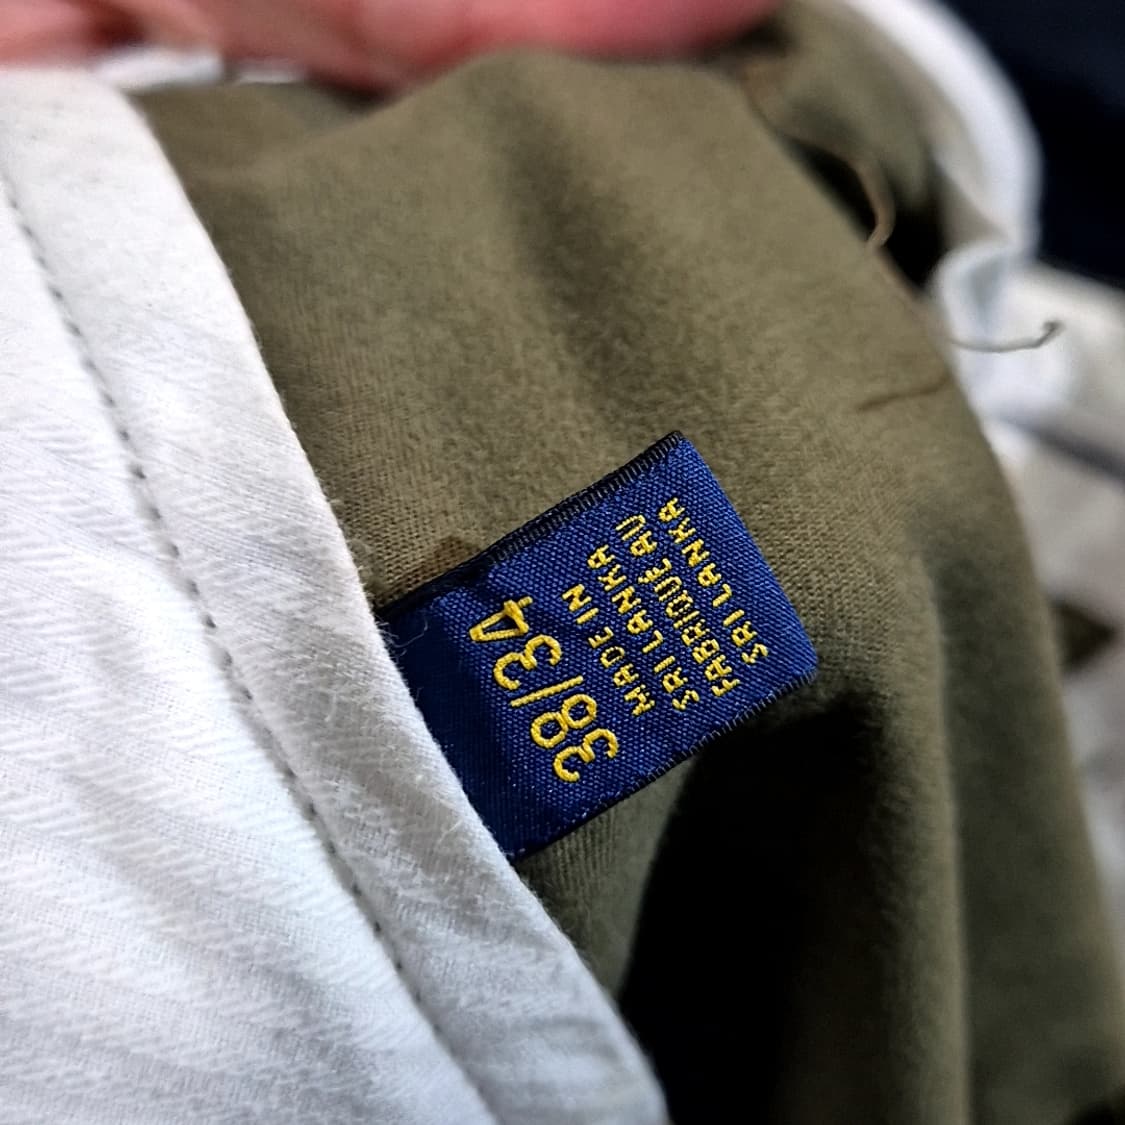 38/34
MADE IN
SRI LANKA
FABRIQUÉ AU
SRI LANKA